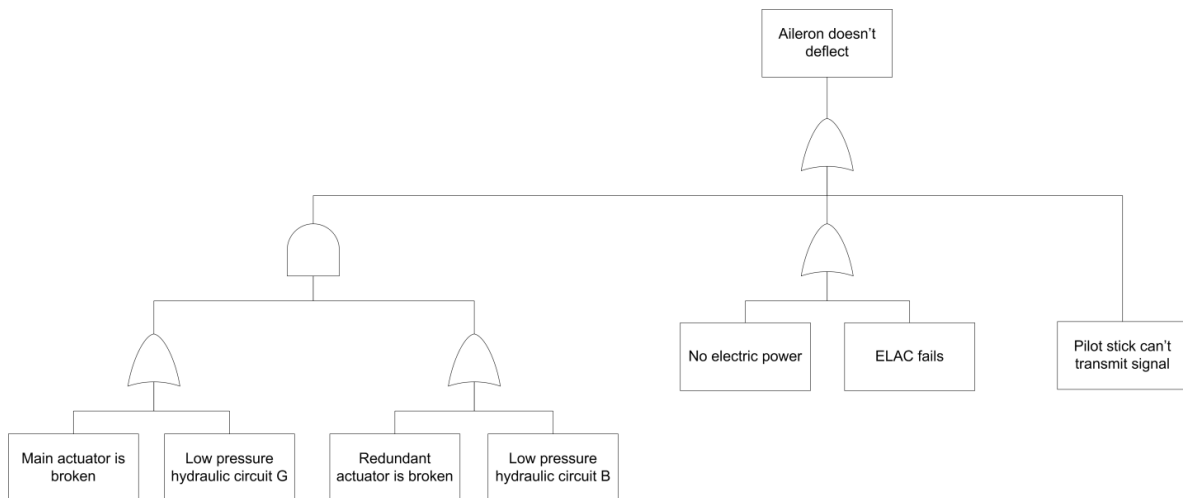 Aileron doesn’t
deflect
No electric power
ELAC fails
Pilot stick can’t
transmit signal
Main actuator is
broken
Low pressure
hydraulic circuit G
Redundant
actuator is broken
Low pressure
hydraulic circuit B